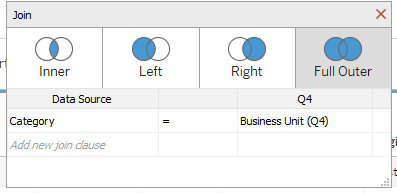 Join
Inner Left Right Full Outer
Data Source Q4
Category = Business Unit (Q4)
Add new join clause